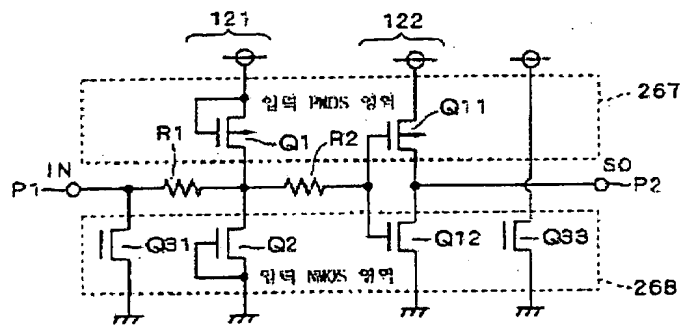 121
122
입력 PMOS 영역
267
Q1
Q11
R1
R2
IN
P1
SO
P2
Q31
Q2
Q12
Q33
입력 NMOS 영역
268